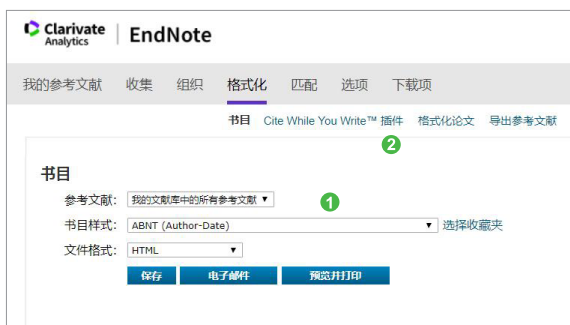 Clarivate Analytics | EndNote
我的参考文献 收集 组织 格式化 匹配 选项 下载项
书目 Cite While You Write™ 插件 格式化论文 导出参考文献
2
书目
参考文献: 我的文献库中的所有参考文献 ▼ 1
书目样式: ABNT (Author-Date) ▼ 选择收藏夹
文件格式: HTML ▼
保存 电子邮件 预览并打印